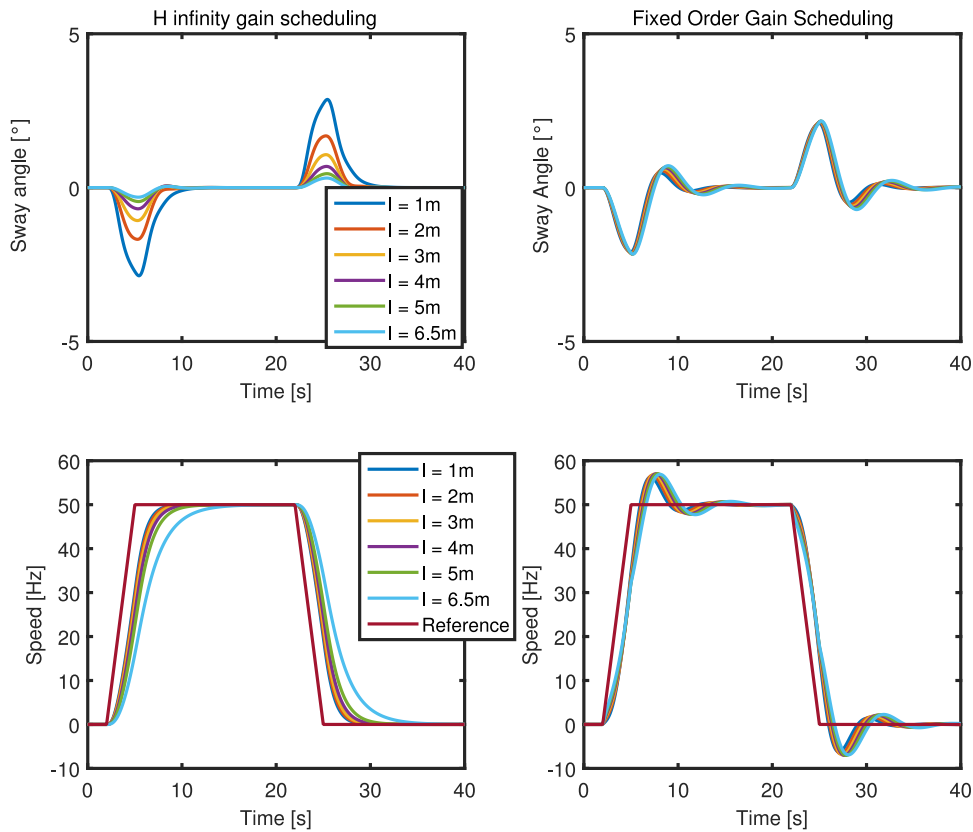 H infinity gain scheduling
5
0
-5
Sway angle [°]
0
10
20
30
40
Time [s]
l = 1m
l = 2m
l = 3m
l = 4m
l = 5m
l = 6.5m
Fixed Order Gain Scheduling
5
0
-5
Sway Angle [°]
0
10
20
30
40
Time [s]
60
50
40
30
20
10
0
-10
Speed [Hz]
0
10
20
30
40
Time [s]
l = 1m
l = 2m
l = 3m
l = 4m
l = 5m
l = 6.5m
Reference
60
50
40
30
20
10
0
-10
Speed [Hz]
0
10
20
30
40
Time [s]